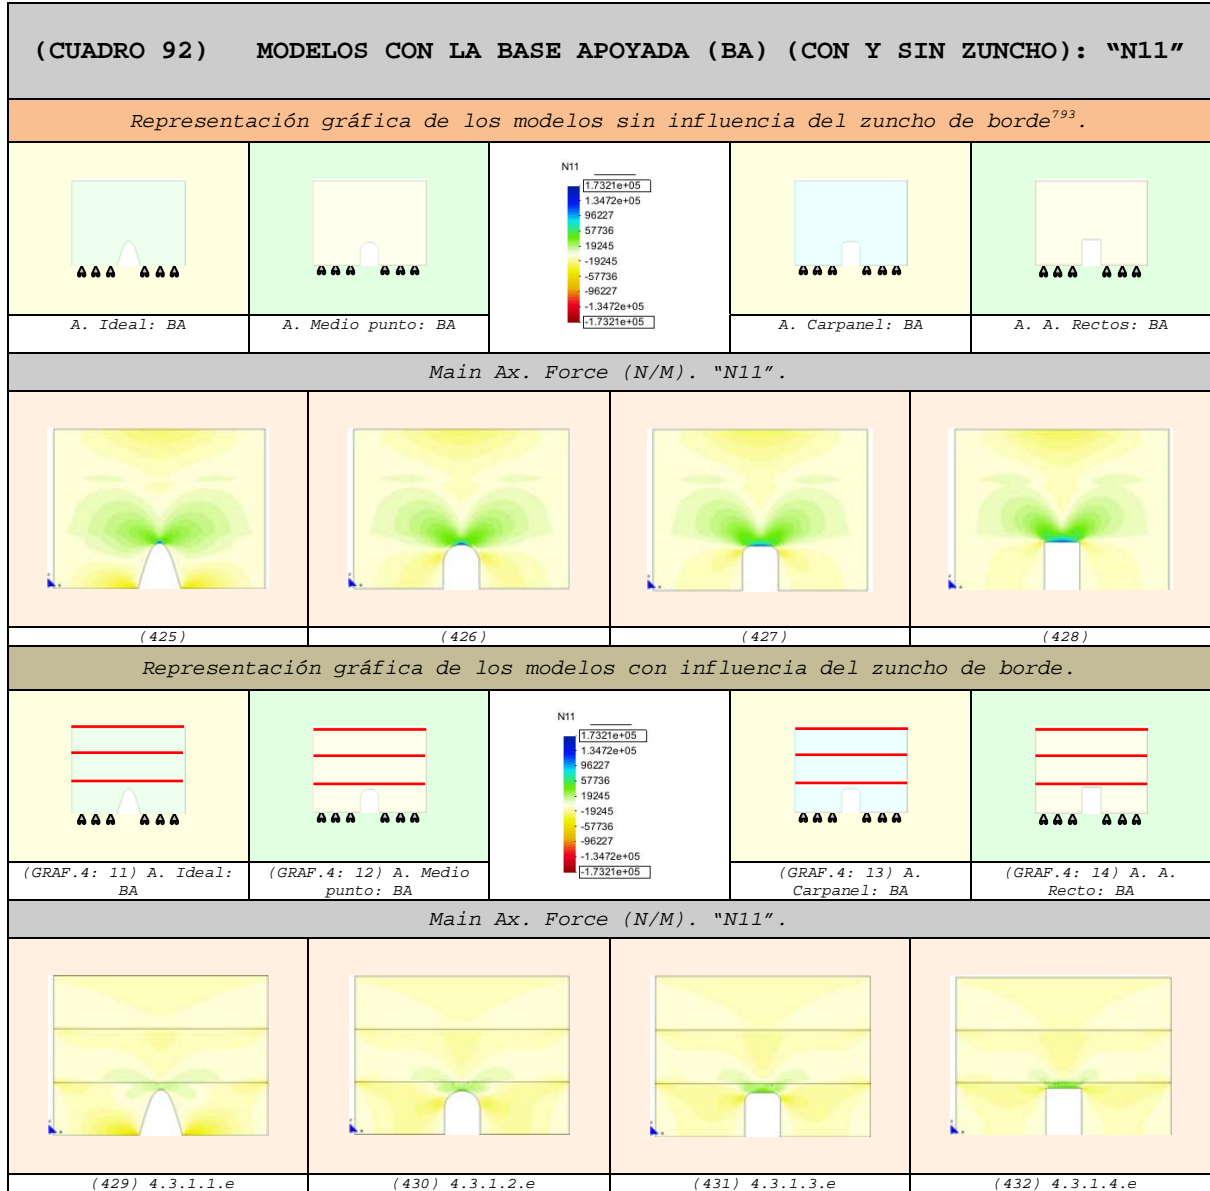 (CUADRO 92) MODELOS CON LA BASE APOYADA (BA) (CON Y SIN ZUNCHO): “N11”
Representación gráfica de los modelos sin influencia del zuncho de borde793.
N11
1.7321e+05
1.3472e+05
96227
57736
19245
-19245
-57736
-96227
-1.3472e+05
-1.7321e+05
A. Ideal: BA
A. Medio punto: BA
A. Carpanel: BA
A. A. Rectos: BA
Main Ax. Force (N/M). “N11”.
(425)
(426)
(427)
(428)
Representación gráfica de los modelos con influencia del zuncho de borde.
N11
1.7321e+05
1.3472e+05
96227
57736
19245
-19245
-57736
-96227
-1.3472e+05
-1.7321e+05
(GRAF.4: 11) A. Ideal:
BA
(GRAF.4: 12) A. Medio
punto: BA
(GRAF.4: 13) A.
Carpanel: BA
(GRAF.4: 14) A. A.
Recto: BA
Main Ax. Force (N/M). “N11”.
(429) 4.3.1.1.e
(430) 4.3.1.2.e
(431) 4.3.1.3.e
(432) 4.3.1.4.e